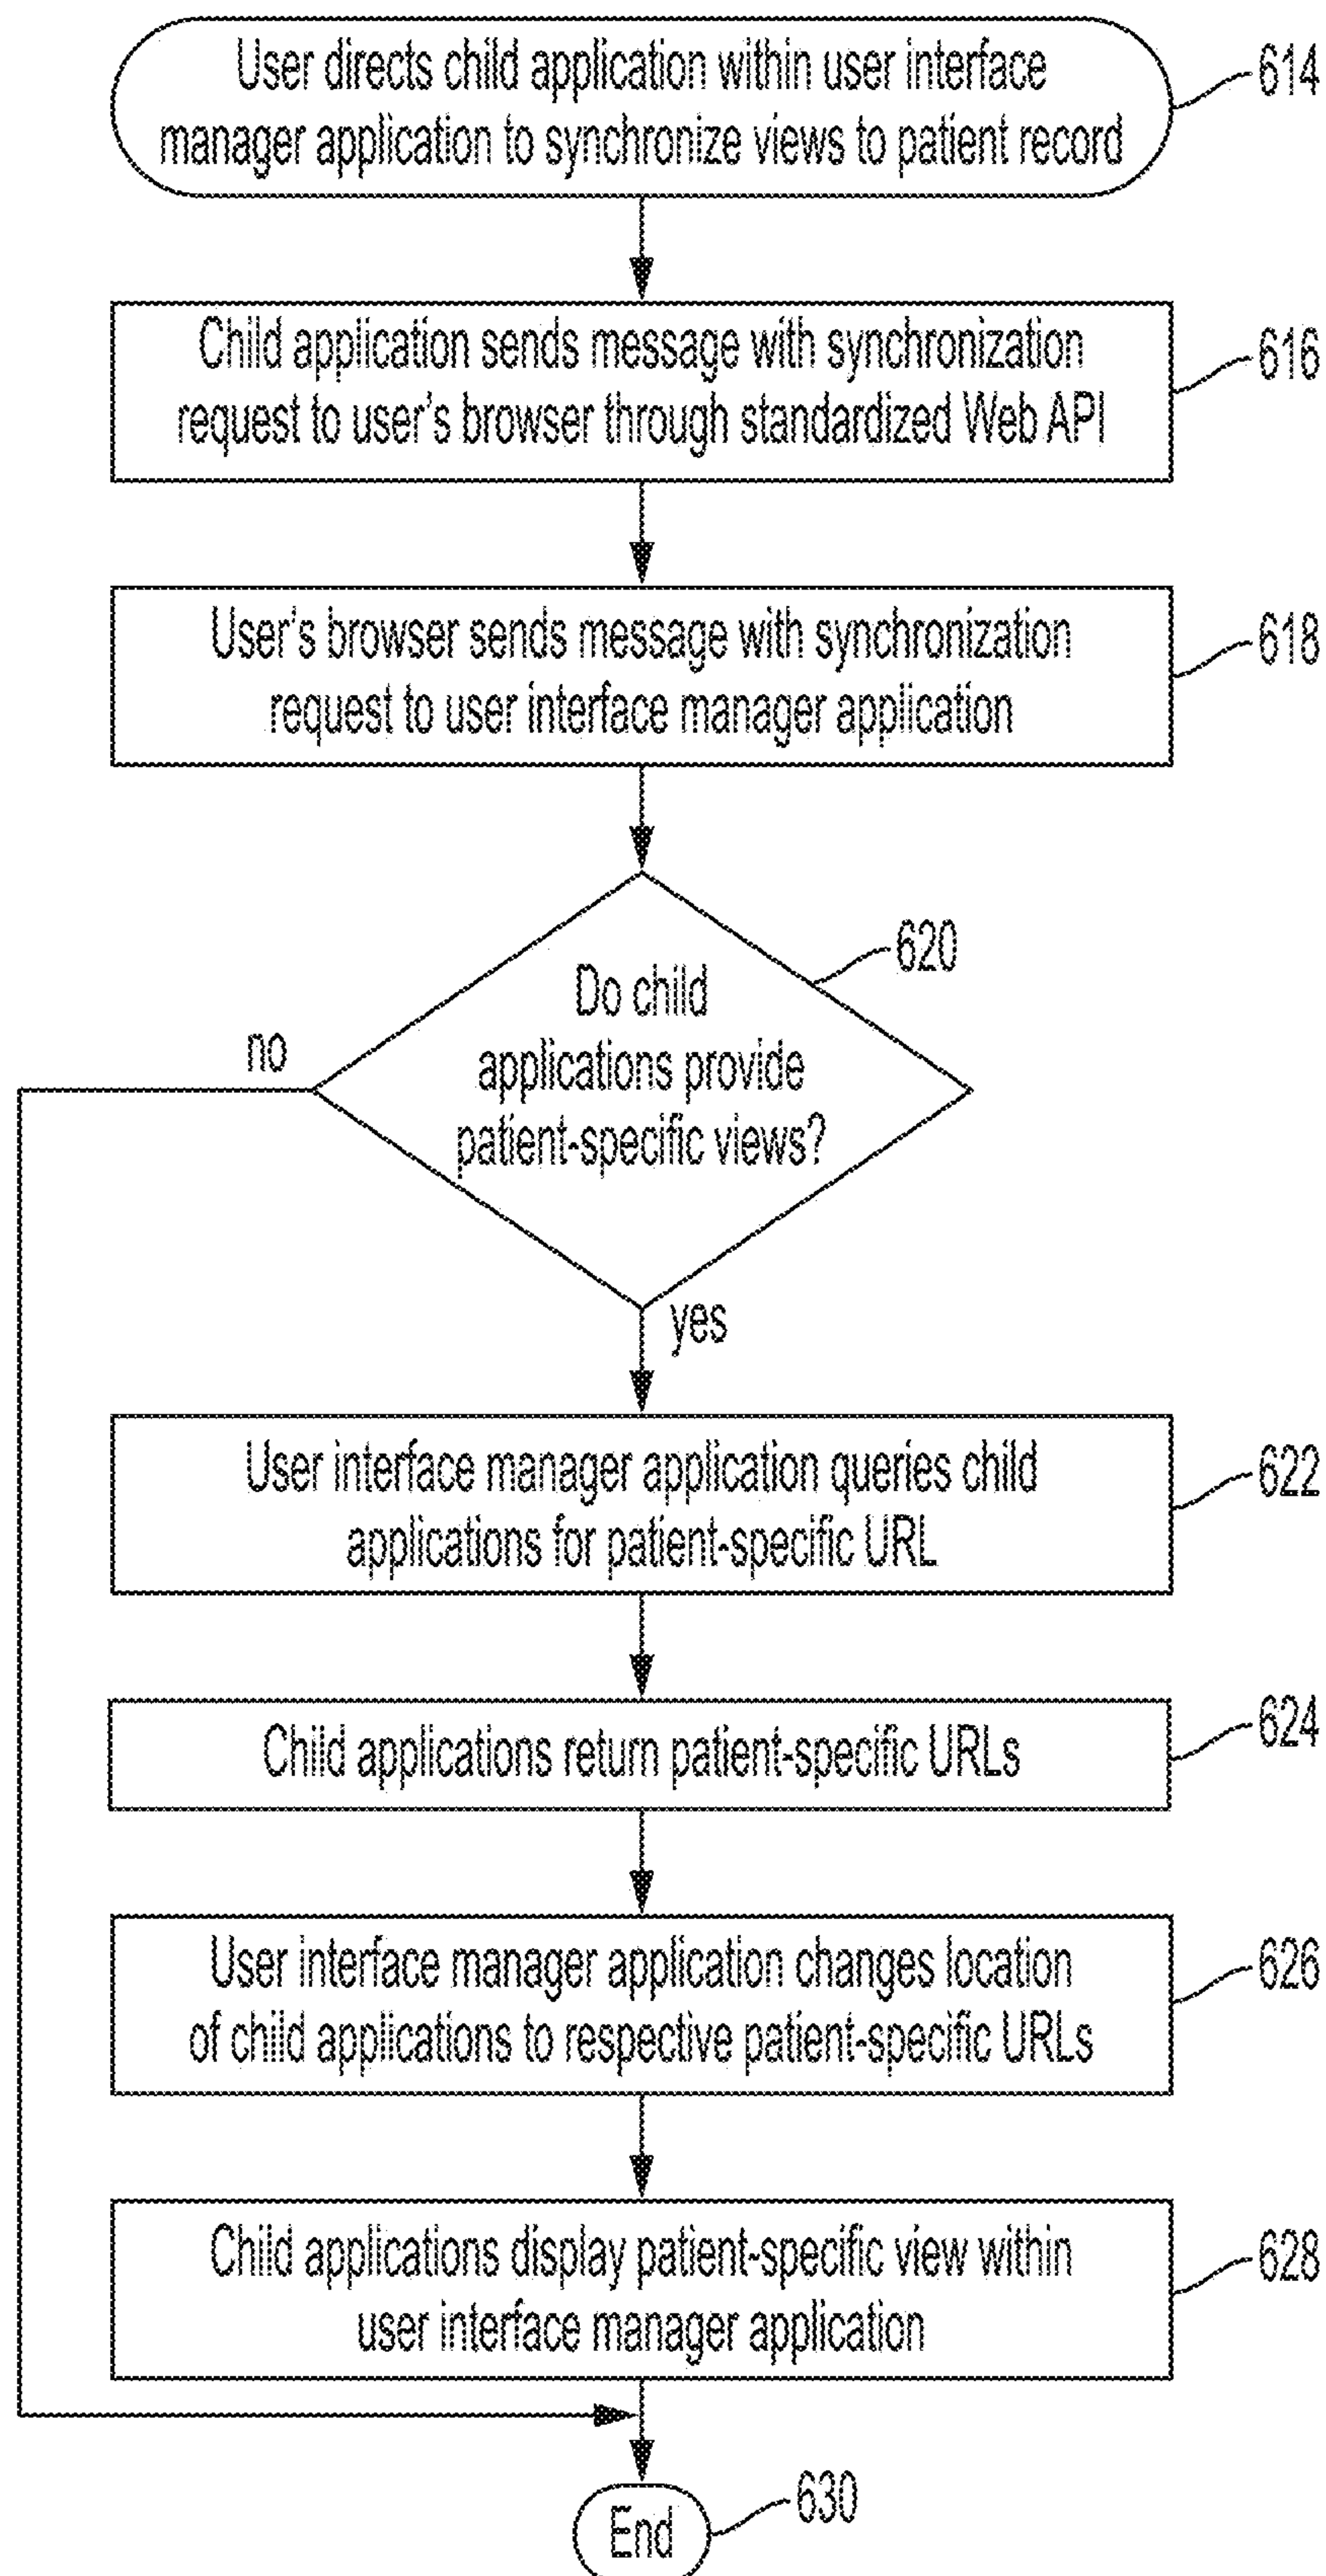 User directs child application within user interface
manager application to synchronize views to patient record
614
Child application sends message with synchronization
request to user's browser through standardized Web API
616
User's browser sends message with synchronization
request to user interface manager application
618
620
Do child
applications provide
patient-specific views?
no
yes
User interface manager application queries child
applications for patient-specific URL
622
Child applications return patient-specific URLs
624
User interface manager application changes location
of child applications to respective patient-specific URLs
626
Child applications display patient-specific view within
user interface manager application
628
End
630